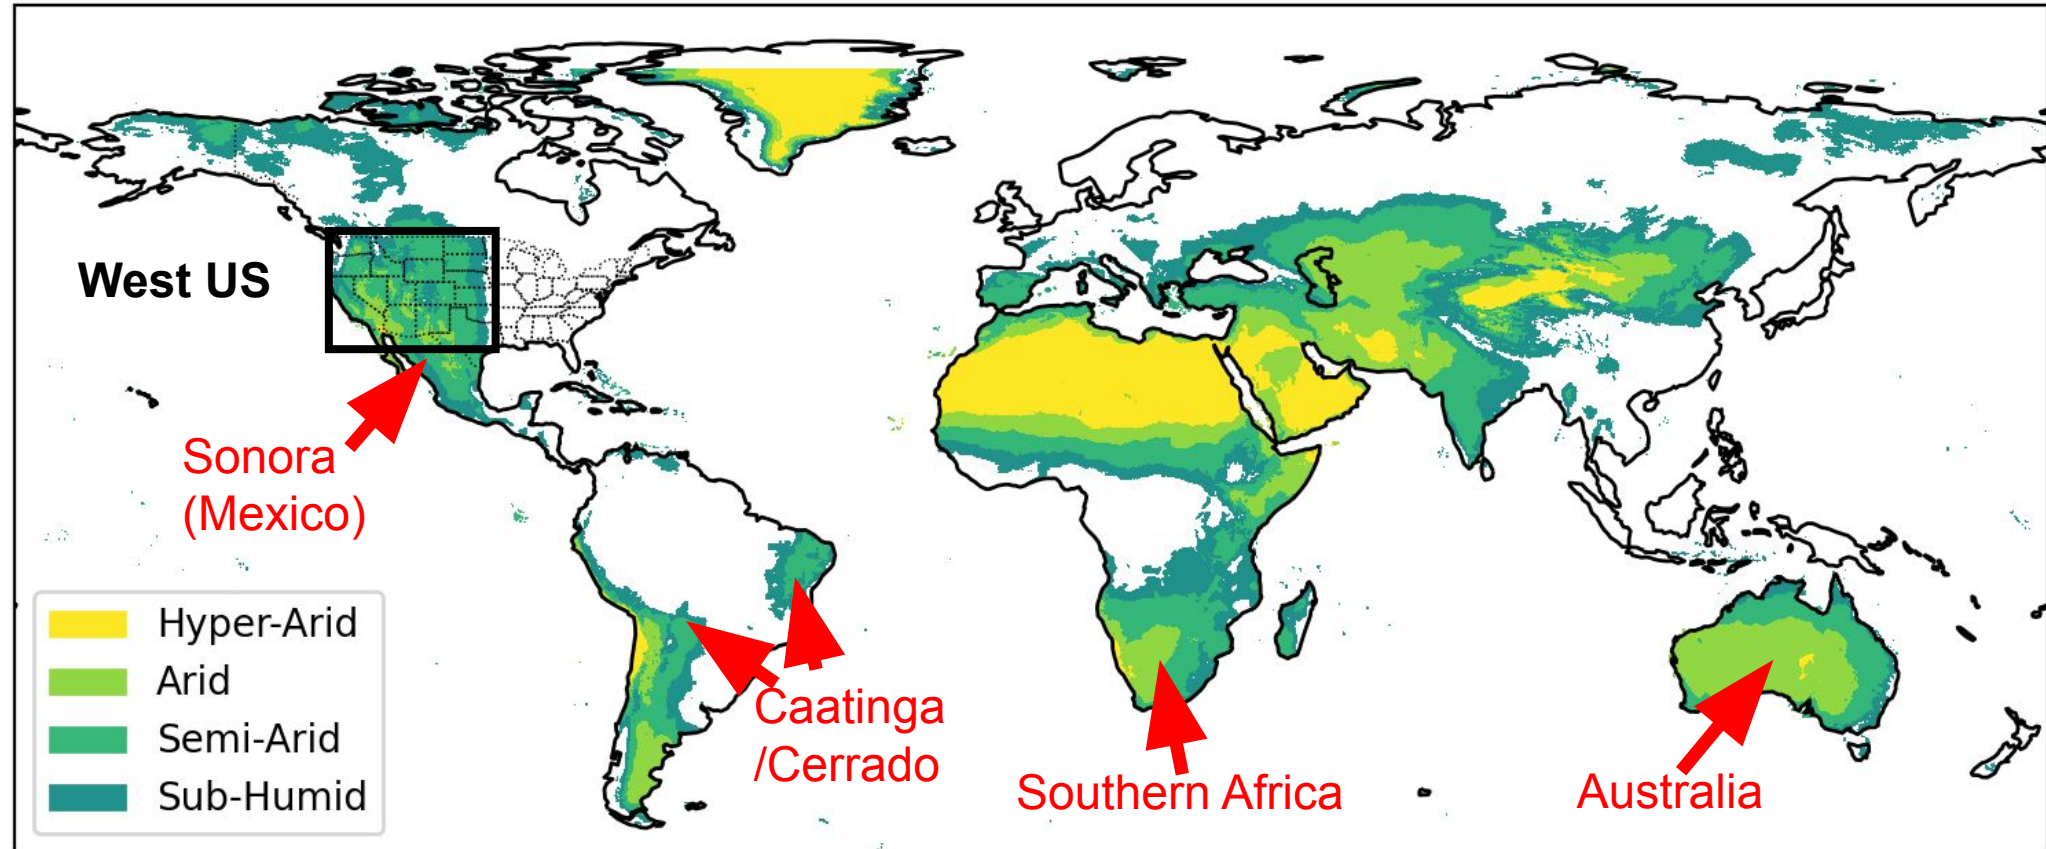 West US
Sonora
(Mexico)
Hyper-Arid
Arid
Semi-Arid
Sub-Humid
Caatinga
/Cerrado
Southern Africa
Australia